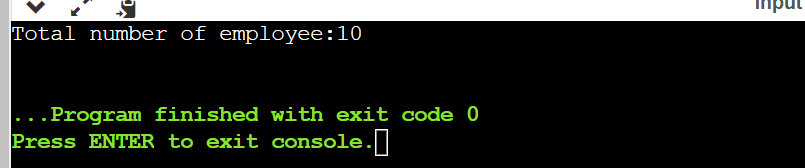 input
Total number of employee:10
...Program finished with exit code 0
Press ENTER to exit console.